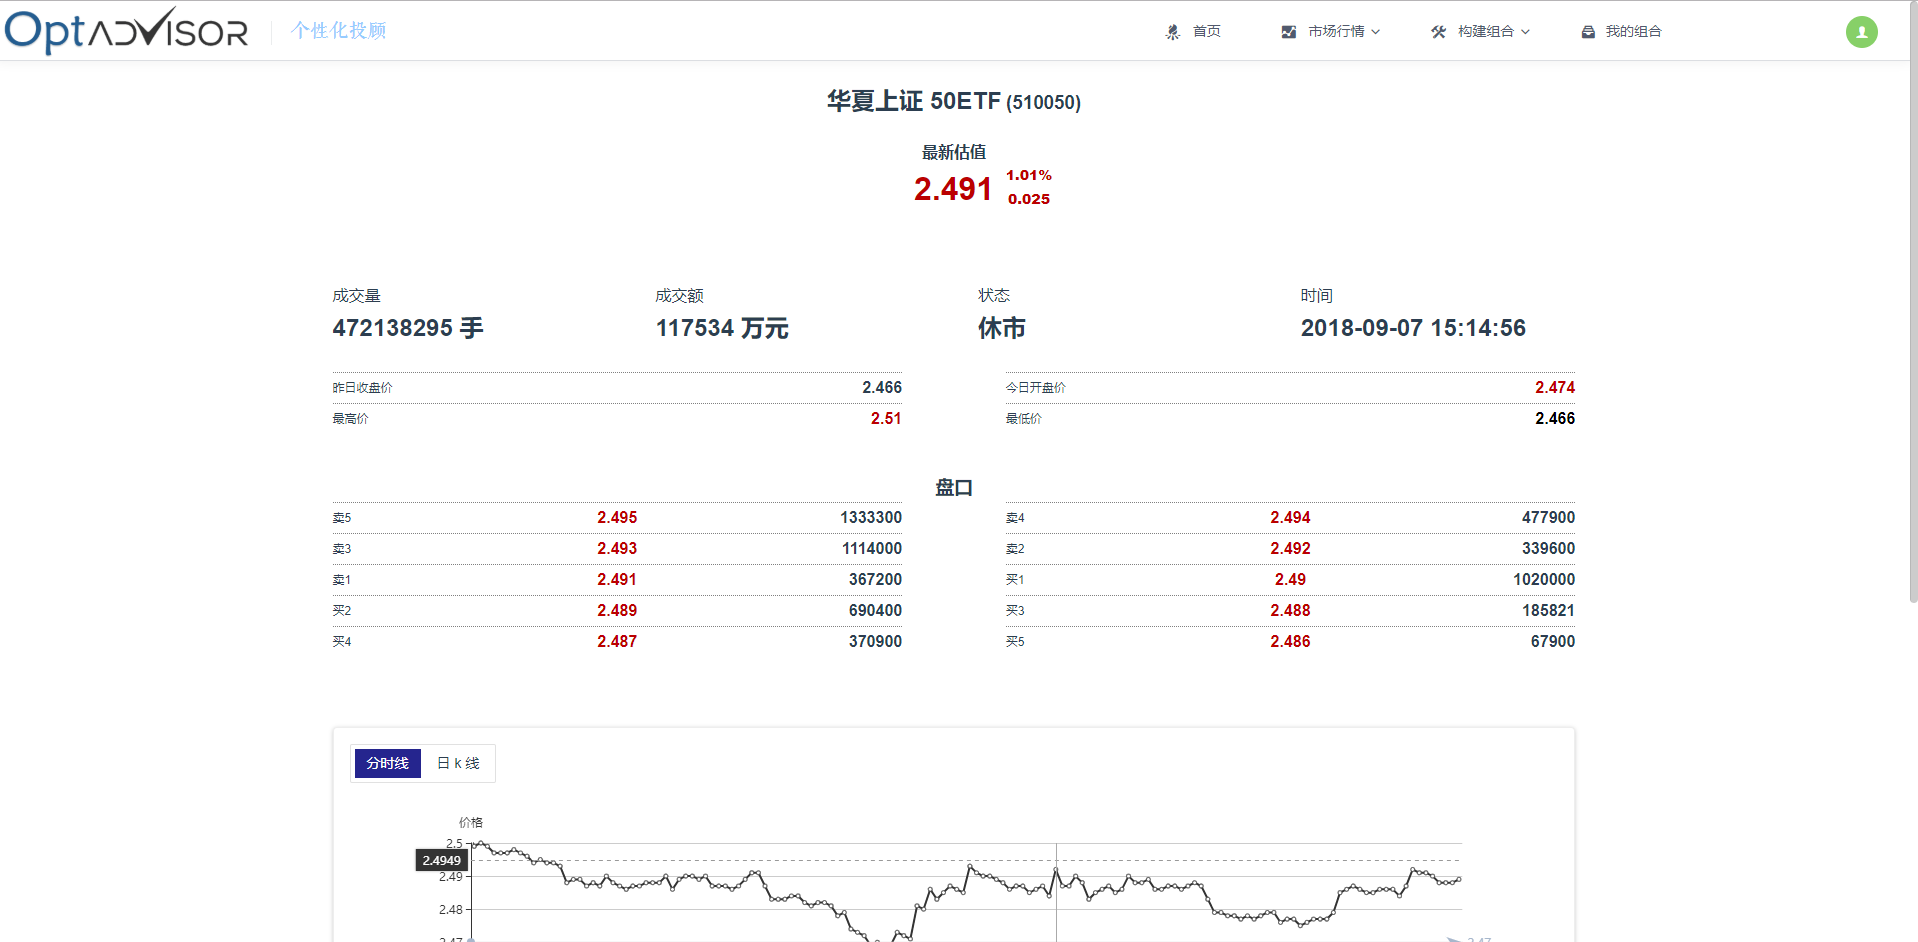 OptADVISOR 个性化投顾 首页 市场行情 构建组合 我的组合
华夏上证 50ETF (510050)
最新估值
2.491 1.01%
0.025
成交量 成交额 状态 时间
472138295 手 117534 万元 休市 2018-09-07 15:14:56
昨日收盘价 2.466 今日开盘价 2.474
最高价 2.51 最低价 2.466
盘口
卖5 2.495 1333300 卖4 2.494 477900
卖3 2.493 1114000 卖2 2.492 339600
卖1 2.491 367200 买1 2.49 1020000
买2 2.489 690400 买3 2.488 185821
买4 2.487 370900 买5 2.486 67900
分时线 日 k 线
价格
2.5
2.4949
2.49
2.48
2.47 2.47